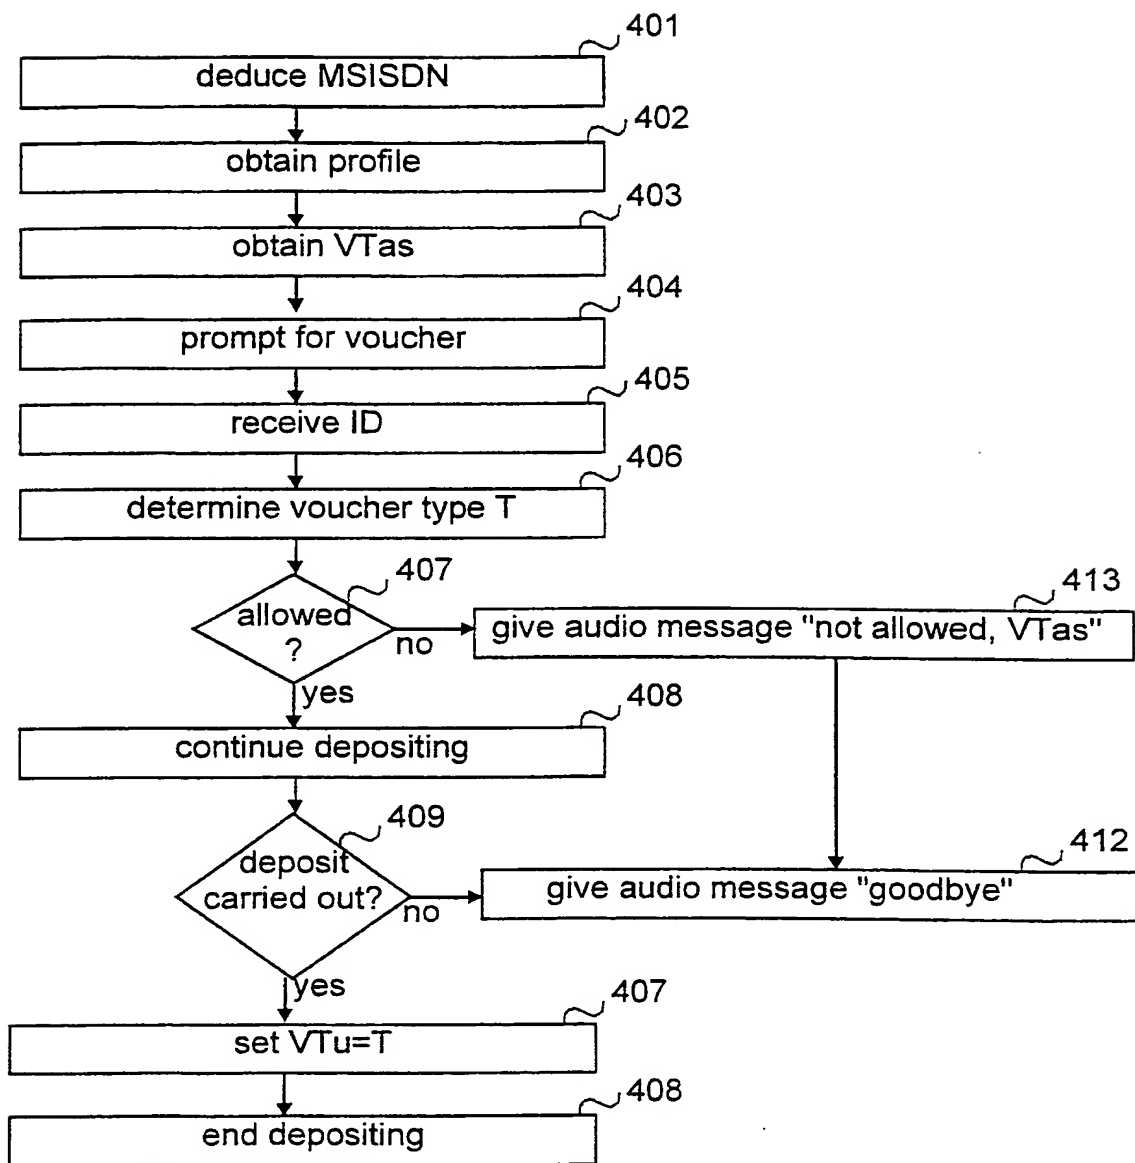 401
deduce MSISDN
402
obtain profile
403
obtain VTas
404
prompt for voucher
405
receive ID
406
determine voucher type T
407
allowed
?
no
yes
413
give audio message "not allowed, VTas"
408
continue depositing
409
deposit
carried out?
no
yes
412
give audio message "goodbye"
407
set VTu=T
408
end depositing